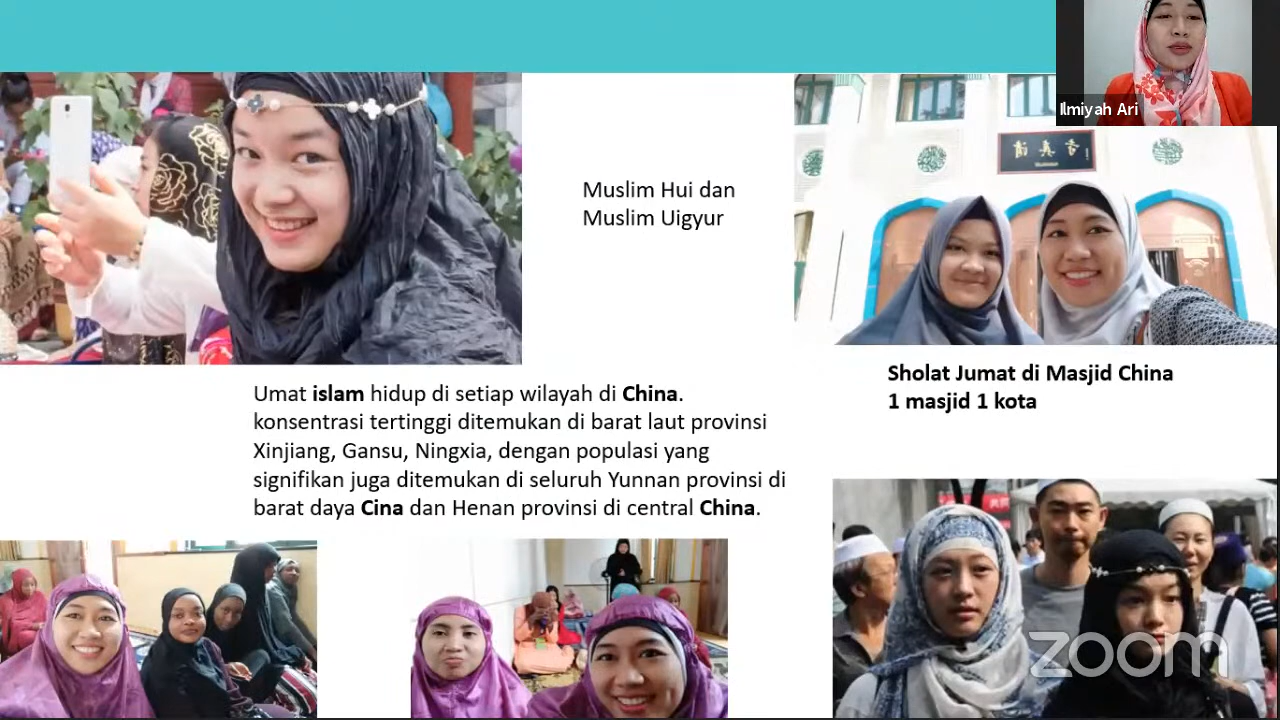 Ilmiyah Ari
Muslim Hui dan
Muslim Uigyur
Sholat Jumat di Masjid China
1 masjid 1 kota
Umat islam hidup di setiap wilayah di China.
konsentrasi tertinggi ditemukan di barat laut provinsi
Xinjiang, Gansu, Ningxia, dengan populasi yang
signifikan juga ditemukan di seluruh Yunnan provinsi di
barat daya Cina dan Henan provinsi di central China.
zoom